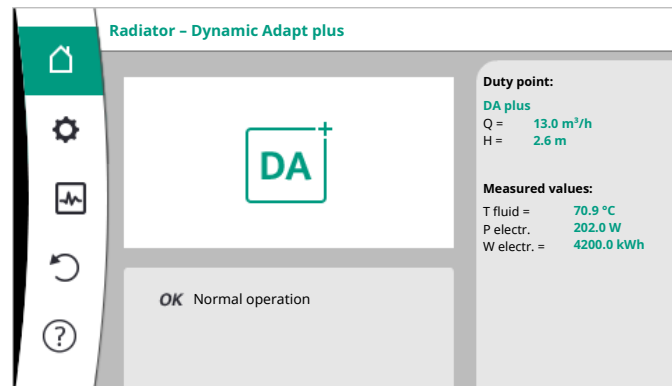 Radiator – Dynamic Adapt plus
DA+
OK Normal operation
Duty point:
DA plus
Q = 13.0 m³/h
H = 2.6 m
Measured values:
T fluid = 70.9 °C
P electr. 202.0 W
W electr. = 4200.0 kWh
?